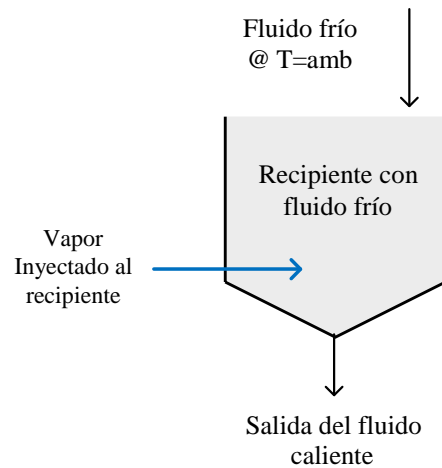 Fluido frío
@ T=amb
Recipiente con
fluido frío
Vapor
Inyectado al
recipiente
Salida del fluido
caliente